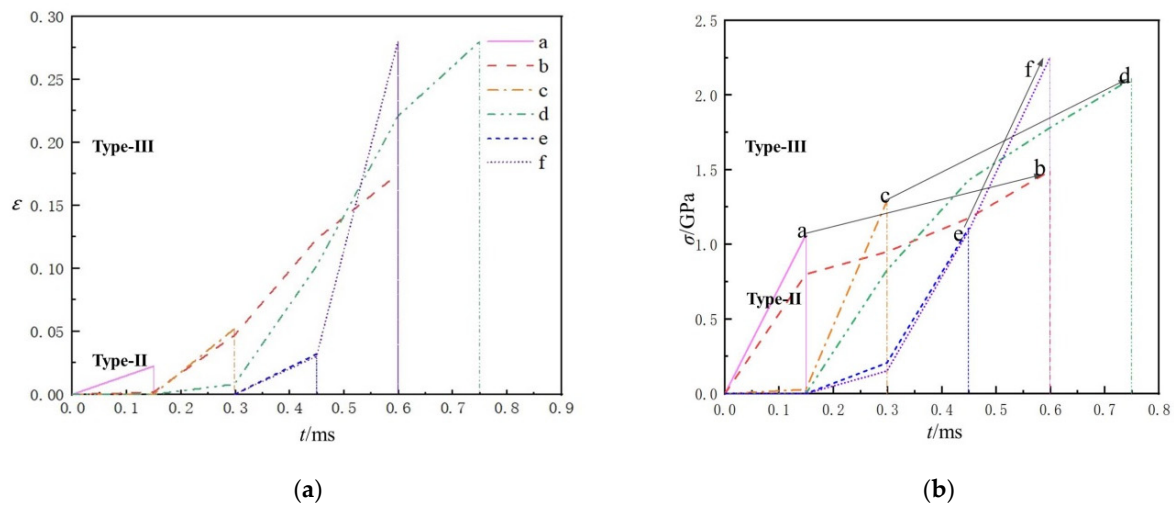 0.30
0.25
0.20
0.15
0.10
0.05
0.00
ε
0.0 0.1 0.2 0.3 0.4 0.5 0.6 0.7 0.8 0.9
t/ms
Type-III
Type-II
a
b
c
d
e
f
(a)
2.5
2.0
1.5
1.0
0.5
0.0
σ/GPa
0.0 0.1 0.2 0.3 0.4 0.5 0.6 0.7 0.8
t/ms
Type-III
Type-II
f
d
c
b
a
e
(b)